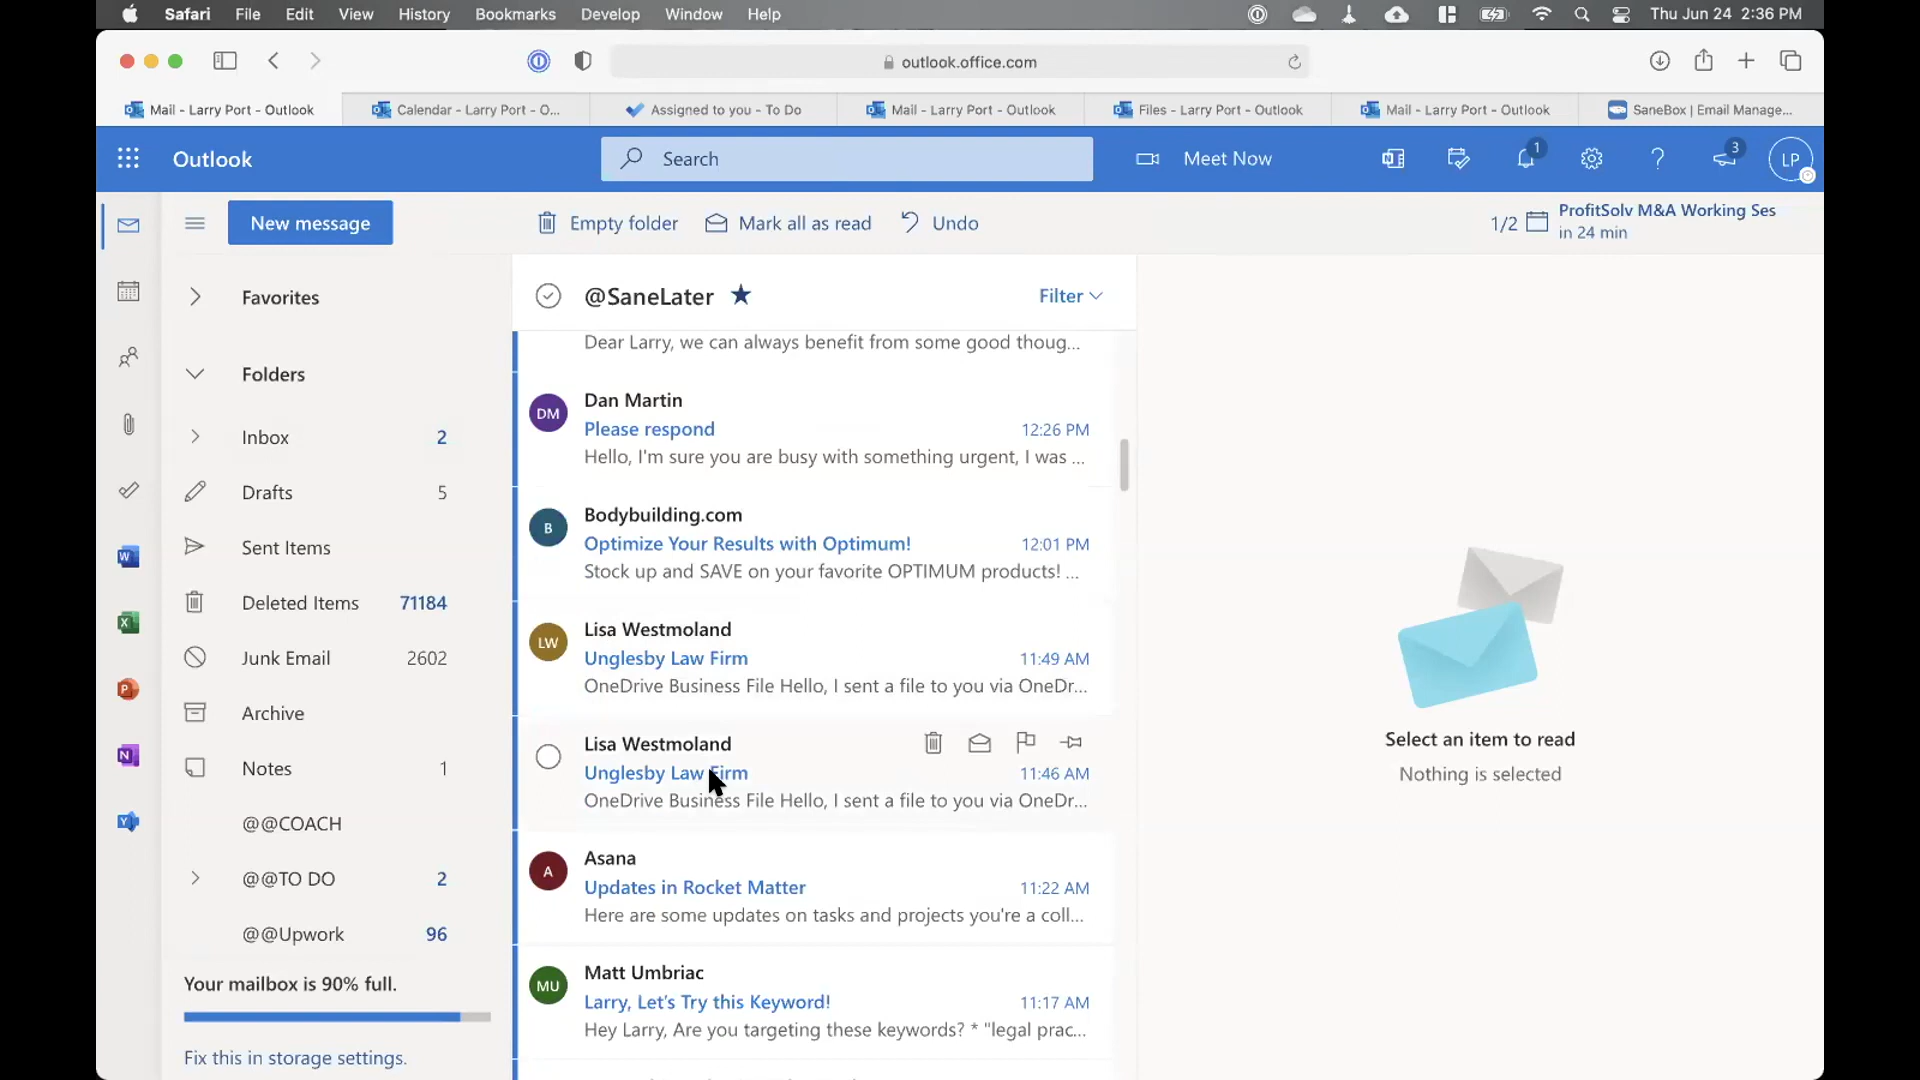 Safari File Edit View History Bookmarks Develop Window Help Thu Jun 24 2:36 PM
outlook.office.com
Mail - Larry Port - Outlook
Calendar - Larry Port - O...
Assigned to you - To Do
Mail - Larry Port - Outlook
Files - Larry Port - Outlook
Mail - Larry Port - Outlook
SaneBox | Email Manage...
Outlook
Search
Meet Now
1
3
LP
New message
Empty folder
Mark all as read
Undo
1/2
ProfitSolv M&A Working Ses
in 24 min
Favorites
Folders
Inbox 2
Drafts 5
Sent Items
Deleted Items 71184
Junk Email 2602
Archive
Notes 1
@@COACH
@@TO DO 2
@@Upwork 96
Your mailbox is 90% full.
Fix this in storage settings.
@SaneLater
Filter
Dear Larry, we can always benefit from some good thoug...
DM
Dan Martin
Please respond 12:26 PM
Hello, I'm sure you are busy with something urgent, I was ...
B
Bodybuilding.com
Optimize Your Results with Optimum! 12:01 PM
Stock up and SAVE on your favorite OPTIMUM products! ...
LW
Lisa Westmoland
Unglesby Law Firm 11:49 AM
OneDrive Business File Hello, I sent a file to you via OneDr...
Lisa Westmoland
Unglesby Law Firm 11:46 AM
OneDrive Business File Hello, I sent a file to you via OneDr...
A
Asana
Updates in Rocket Matter 11:22 AM
Here are some updates on tasks and projects you're a coll...
MU
Matt Umbriac
Larry, Let's Try this Keyword! 11:17 AM
Hey Larry, Are you targeting these keywords? * "legal prac...
Select an item to read
Nothing is selected